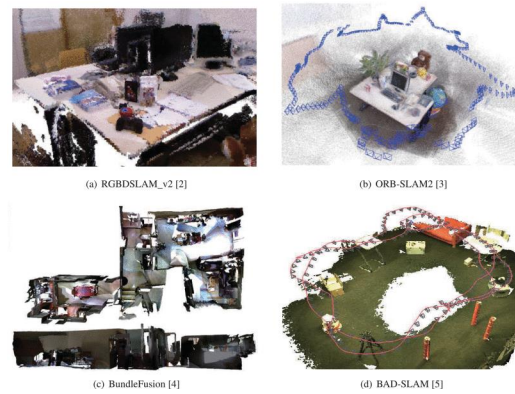 (a) RGBDSLAM_v2 [2]
(b) ORB-SLAM2 [3]
(c) BundleFusion [4]
(d) BAD-SLAM [5]